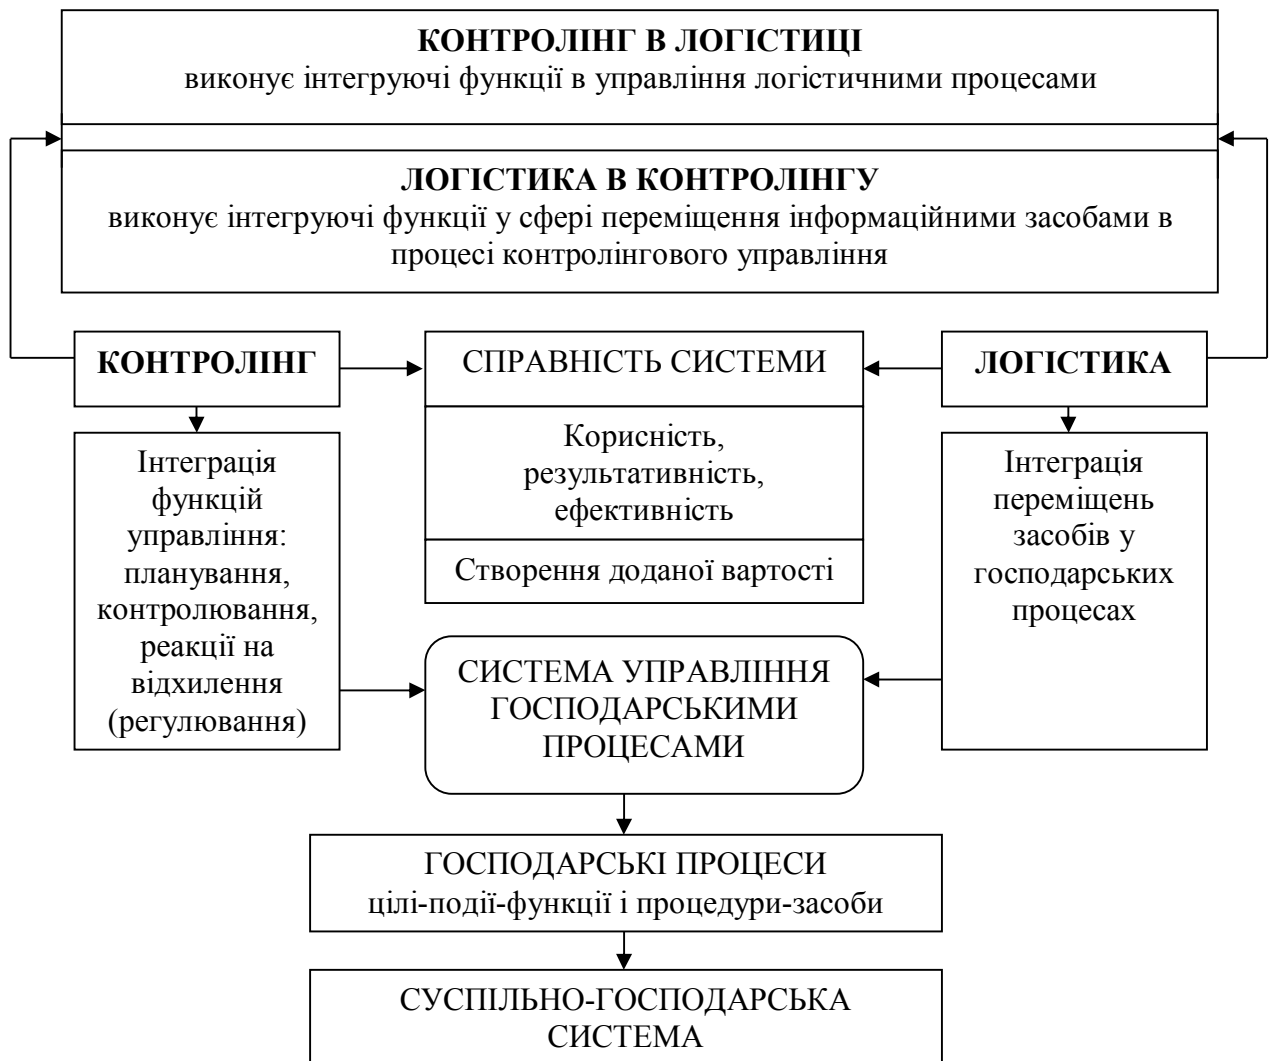 КОНТРОЛІНГ В ЛОГІСТИЦІ
виконує інтегруючі функції в управління логістичними процесами
ЛОГІСТИКА В КОНТРОЛІНГУ
виконує інтегруючі функції у сфері переміщення інформаційними засобами в
процесі контролінгового управління
КОНТРОЛІНГ
СПРАВНІСТЬ СИСТЕМИ
ЛОГІСТИКА
Інтеграція
функцій
управління:
планування,
контролювання,
реакції на
відхилення
(регулювання)
Корисність,
результативність,
ефективність
Створення доданої вартості
Інтеграція
переміщень
засобів у
господарських
процесах
СИСТЕМА УПРАВЛІННЯ
ГОСПОДАРСЬКИМИ
ПРОЦЕСАМИ
ГОСПОДАРСЬКІ ПРОЦЕСИ
цілі-події-функції і процедури-засоби
СУСПІЛЬНО-ГОСПОДАРСЬКА
СИСТЕМА